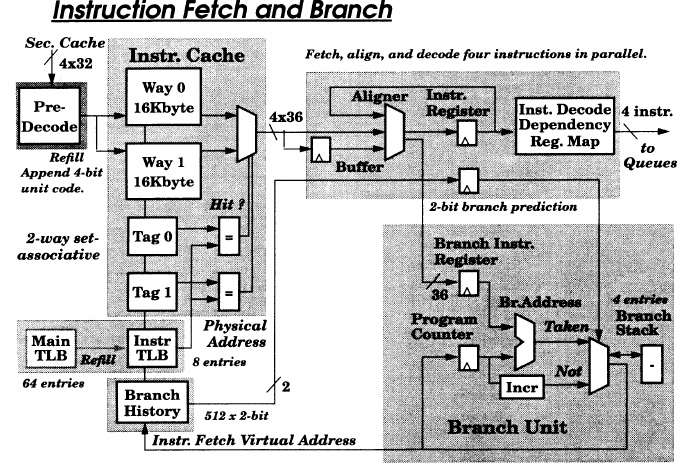 Instruction Fetch and Branch
Sec. Cache
4x32
Pre-
Decode
Refill
Append 4-bit
unit code.
Instr. Cache
Way 0
16Kbyte
Way 1
16Kbyte
Hit ?
2-way set-
associative
Tag 0
=
Tag 1
=
Physical
Address
Main
TLB
Refill
Instr
TLB
64 entries
8 entries
Branch
History
512 x 2-bit
2
Instr. Fetch Virtual Address
Fetch, align, and decode four instructions in parallel.
4x36
Aligner
Instr.
Register
Buffer
Inst. Decode
Dependency
Reg. Map
4 instr.
to
Queues
2-bit branch prediction
Branch Instr.
Register
36
Br.Address
Program
Counter
Taken
4 entries
Branch
Stack
-
Not
Incr
Branch Unit